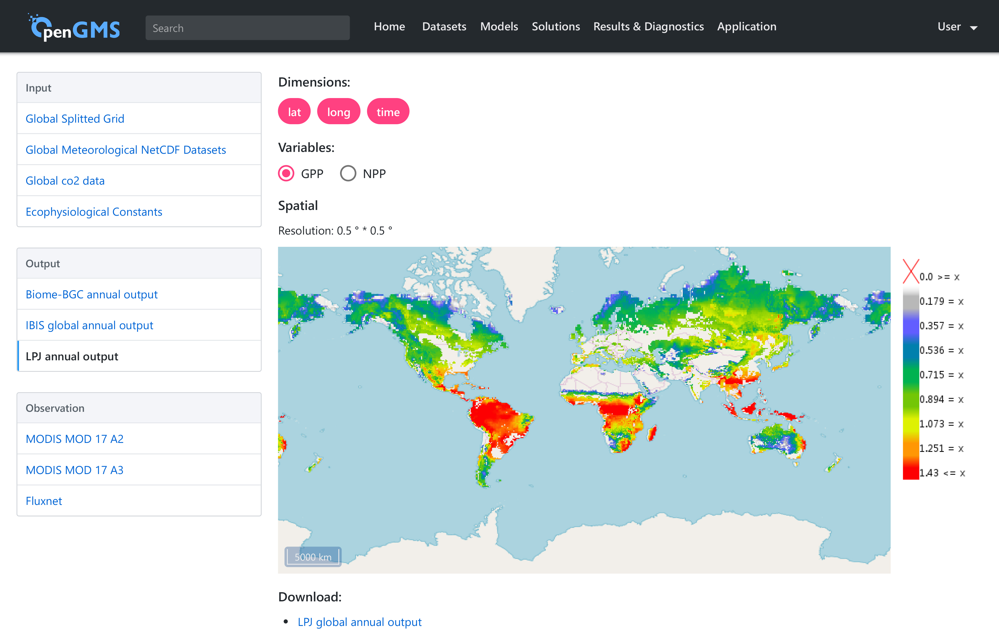 OpenGMS
Search
Home Datasets Models Solutions Results & Diagnostics Application
User
Input
Global Splitted Grid
Global Meteorological NetCDF Datasets
Global co2 data
Ecophysiological Constants
Output
Biome-BGC annual output
IBIS global annual output
LPJ annual output
Observation
MODIS MOD 17 A2
MODIS MOD 17 A3
Fluxnet
Dimensions:
lat long time
Variables:
GPP NPP
Spatial
Resolution: 0.5 ° * 0.5 °
5000 km
0.0 >= x
0.179 = x
0.357 = x
0.536 = x
0.715 = x
0.894 = x
1.073 = x
1.251 = x
1.43 <= x
Download:
• LPJ global annual output